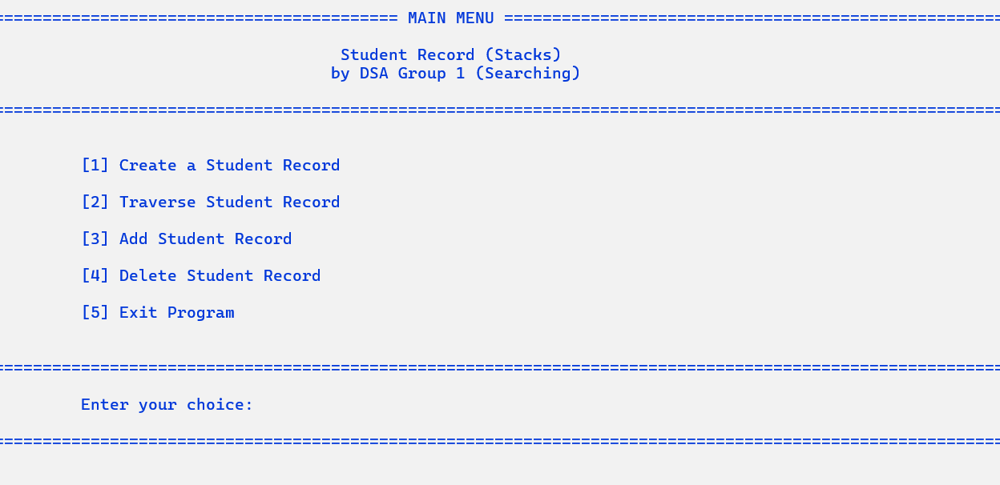 ========================================== MAIN MENU ====================================================
Student Record (Stacks)
by DSA Group 1 (Searching)
========================================================================================================
[1] Create a Student Record
[2] Traverse Student Record
[3] Add Student Record
[4] Delete Student Record
[5] Exit Program
========================================================================================================
Enter your choice:
========================================================================================================